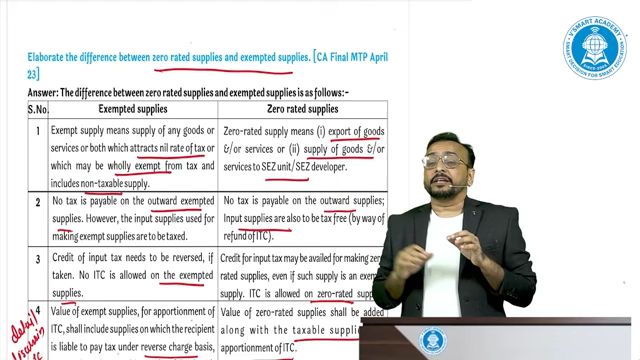 Elaborate the difference between zero rated supplies and exempted supplies. [CA Final MTP April
23]
Answer: The difference between zero rated supplies and exempted supplies is as follows:-
S.No.
Exempted supplies
Zero Rated supplies
1
Exempt supply means supply of any goods or
services or both which attracts nil rate of tax or
which may be wholly exempt from tax and
includes non-taxable supply.
Zero-rated supply means (i) export of goods
&/or services or (ii) supply of goods &/or
services to SEZ unit/SEZ developer.
2
No tax is payable on the outward exempted
supplies. However, the input supplies used for
making exempt supplies are to be taxed.
No tax is payable on the outward supplies;
Input supplies are also to be tax free (by way of
refund of ITC).
3
Credit of input tax needs to be reversed, if
taken. No ITC is allowed on the exempted
supplies.
Credit for input tax may be availed for making zero
rated supplies, even if such supply is an exem
supply. ITC is allowed on zero-rated supp
4
Value of exempt supplies, for apportionment of
ITC, shall include supplies on which the recipient
is liable to pay tax under reverse charge basis,
Value of zero rated supplies shall be added
along with the taxable supplie
apportionment of ITC.
detail
V SMART ACADEMY
SMART DECISION FOR SMART EDUCATION